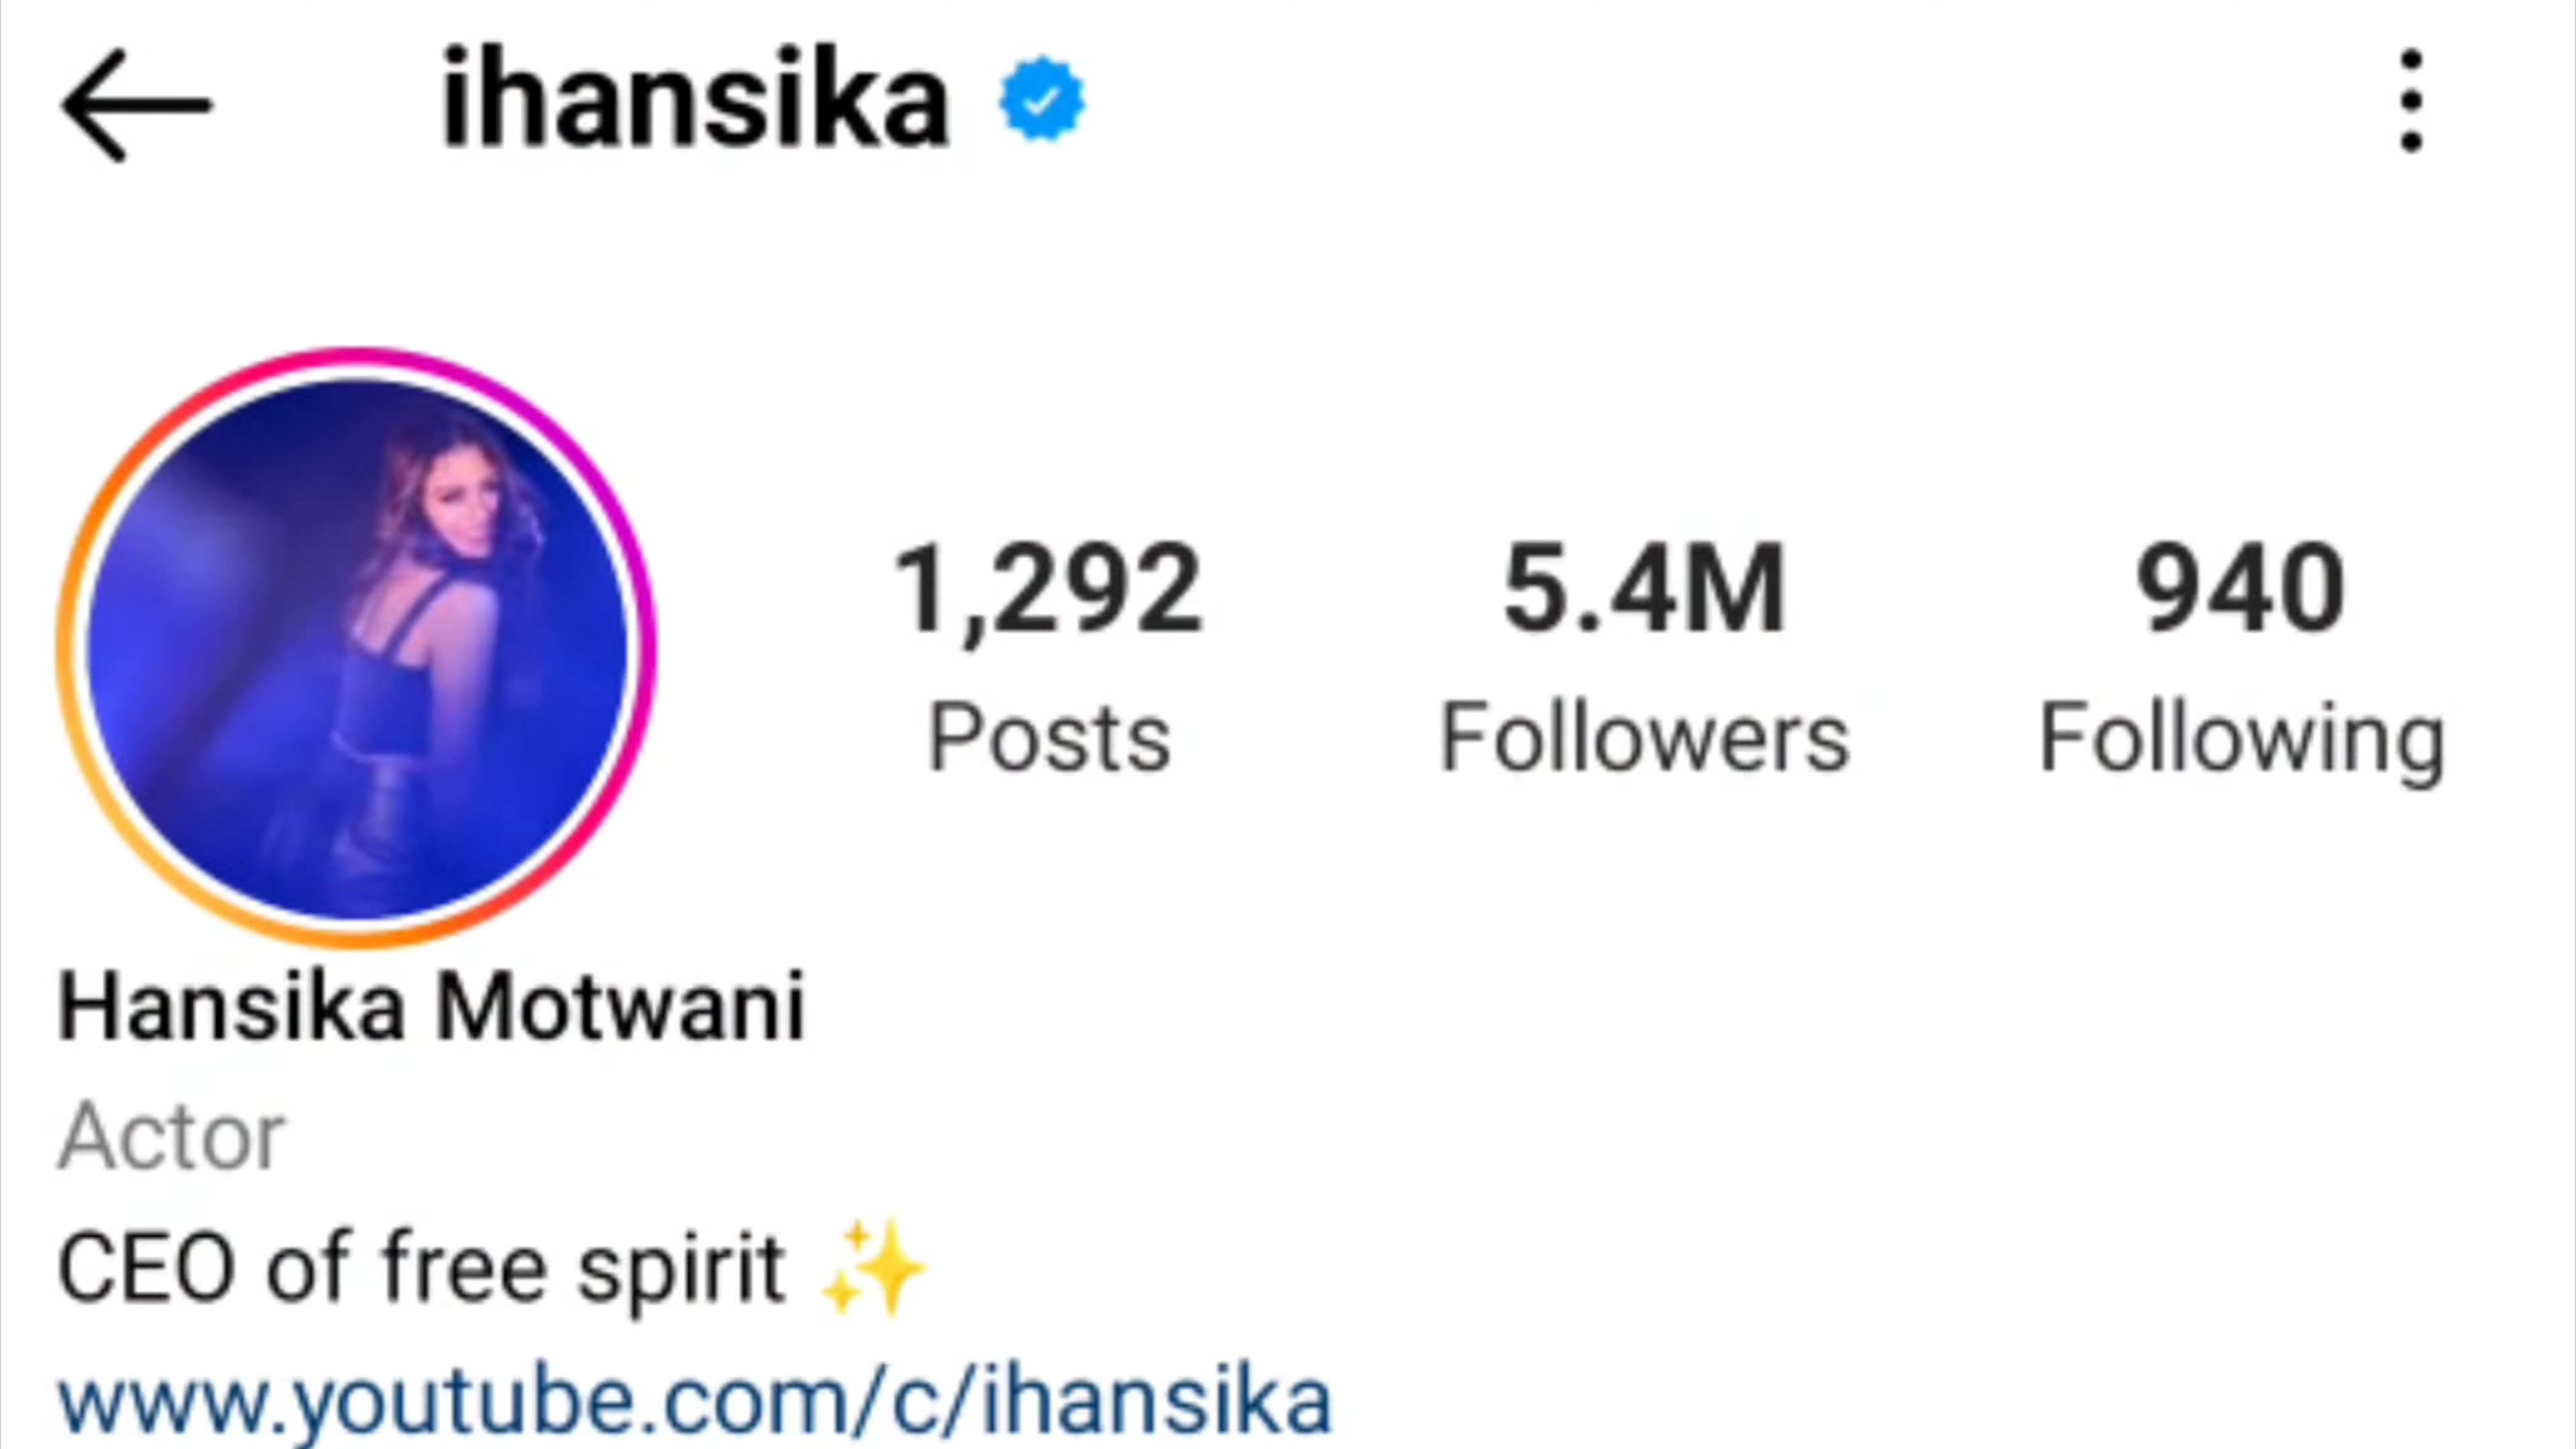 ihansika
1,292 5.4M 940
Posts Followers Following
Hansika Motwani
Actor
CEO of free spirit ✨
www.youtube.com/c/ihansika